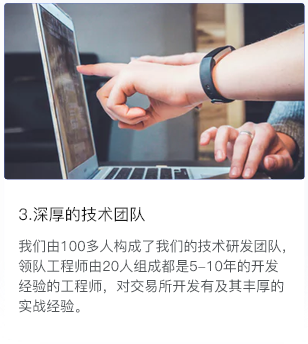 3.深厚的技术团队
我们由100多人构成了我们的技术研发团队，
领队工程师由20人组成都是5-10年的开发
经验的工程师，对交易所开发有及其丰厚的
实战经验。